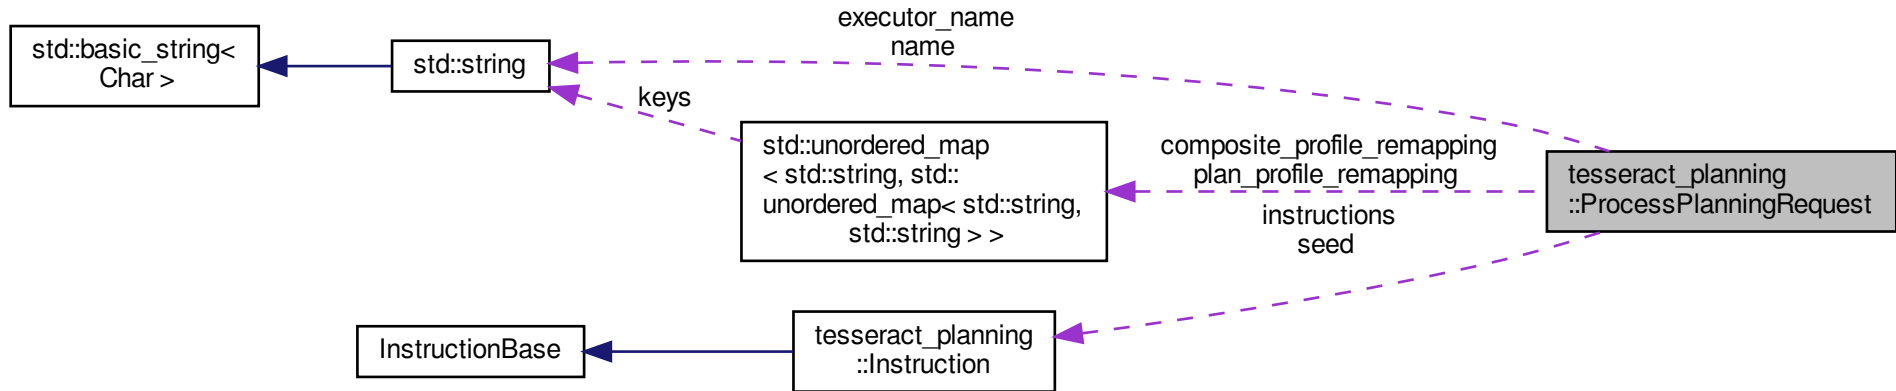 executor_name
name
std::basic_string<
Char >
std::string
keys
std::unordered_map
< std::string, std::
unordered_map< std::string,
std::string > >
composite_profile_remapping
plan_profile_remapping
instructions
seed
tesseract_planning
::ProcessPlanningRequest
InstructionBase
tesseract_planning
::Instruction